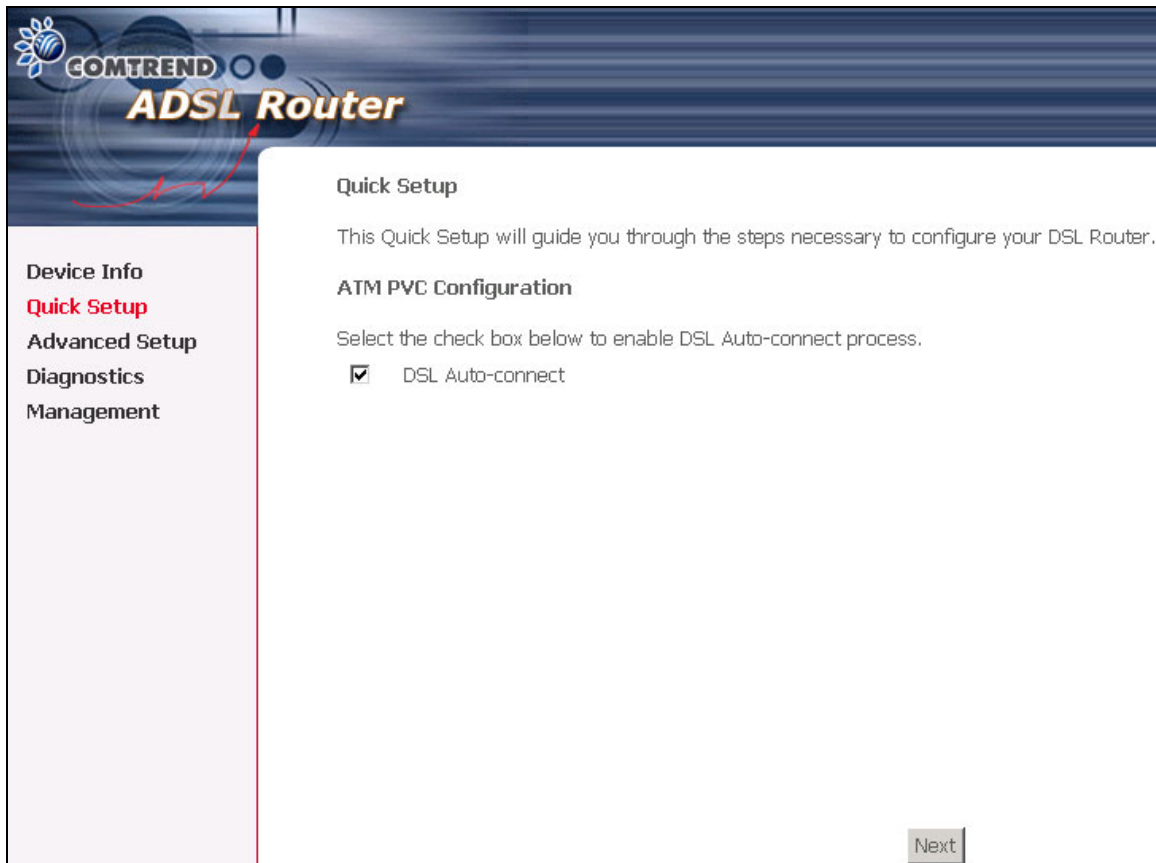 COMTREND
ADSL Router
Device Info
Quick Setup
Advanced Setup
Diagnostics
Management
Quick Setup
This Quick Setup will guide you through the steps necessary to configure your DSL Router.
ATM PVC Configuration
Select the check box below to enable DSL Auto-connect process.
DSL Auto-connect
Next